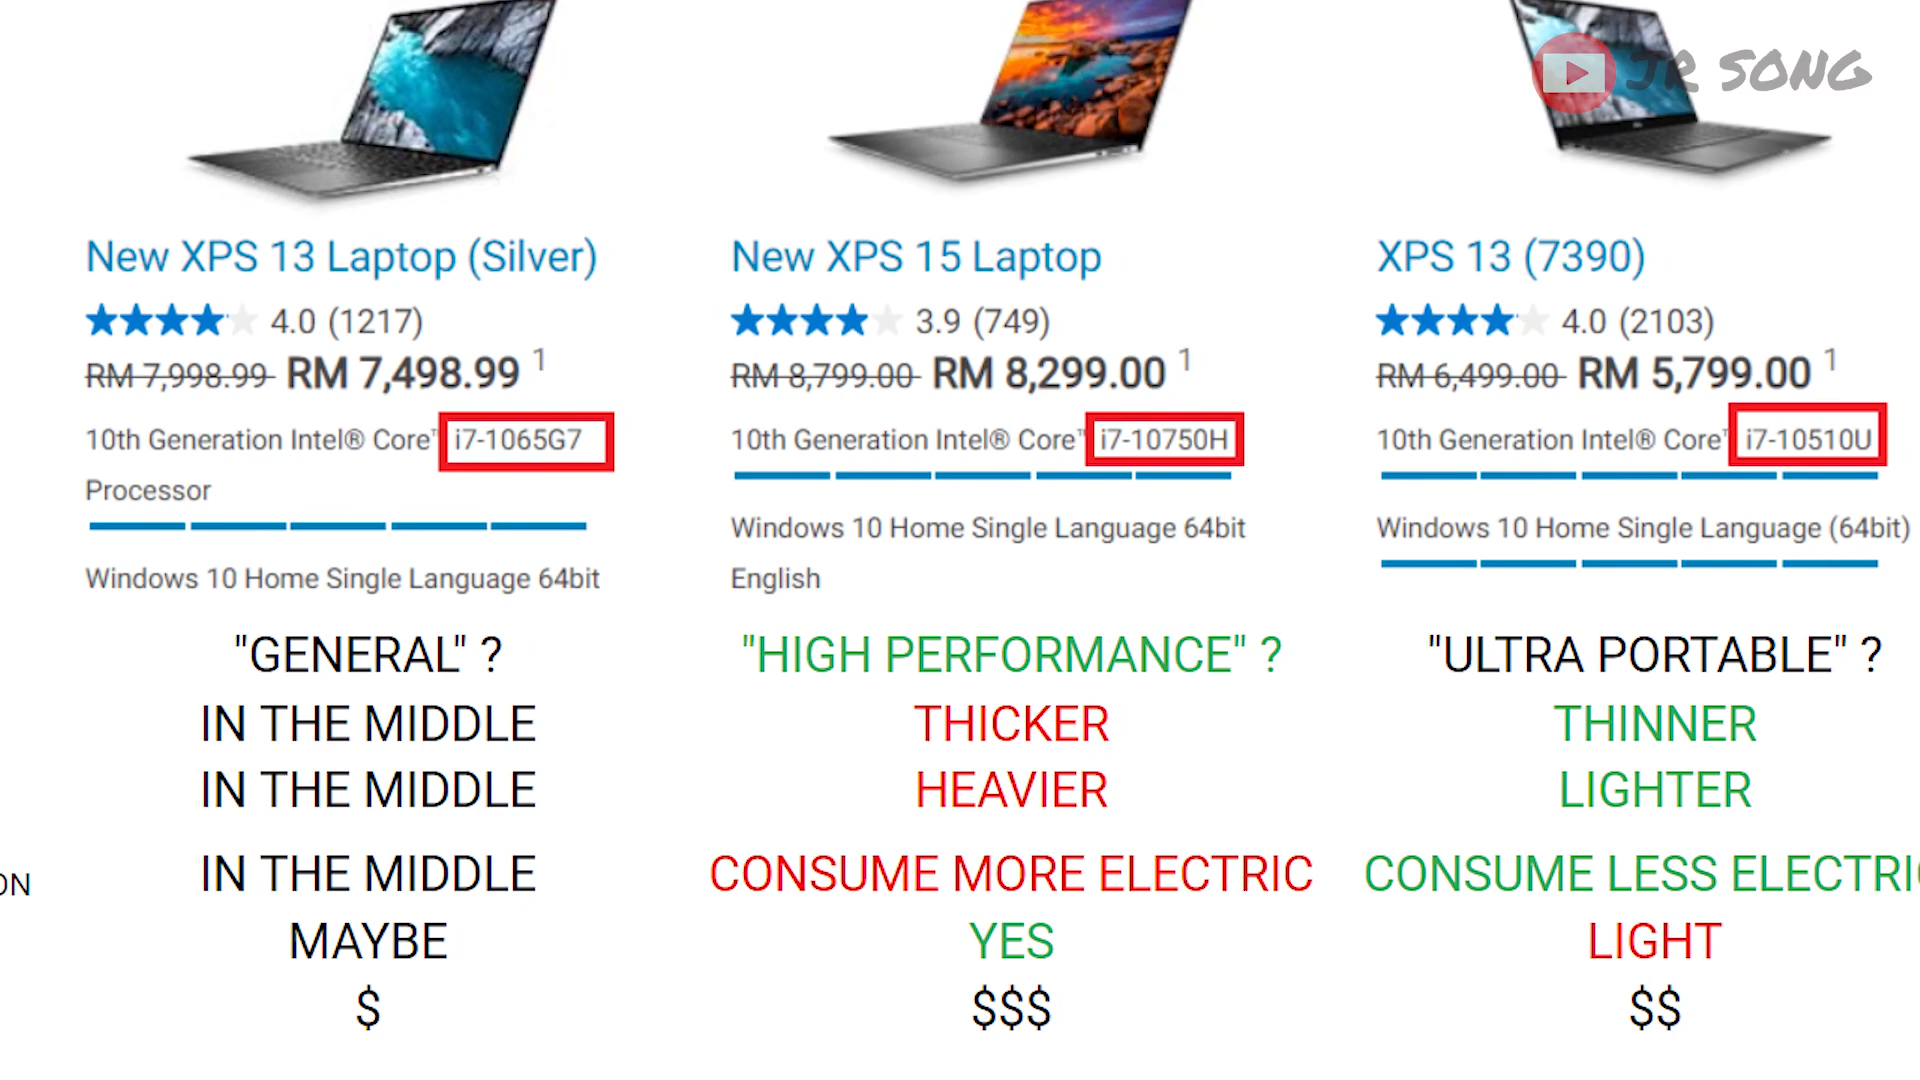 JR SONG
New XPS 13 Laptop (Silver)
4.0 (1217)
RM 7,998.99 RM 7,498.99 1
10th Generation Intel® Core™ i7-1065G7
Processor
Windows 10 Home Single Language 64bit
"GENERAL" ?
IN THE MIDDLE
IN THE MIDDLE
IN THE MIDDLE
MAYBE
$
New XPS 15 Laptop
3.9 (749)
RM 8,799.00 RM 8,299.00 1
10th Generation Intel® Core™ i7-10750H
Windows 10 Home Single Language 64bit
English
"HIGH PERFORMANCE" ?
THICKER
HEAVIER
CONSUME MORE ELECTRIC
YES
$$$
XPS 13 (7390)
4.0 (2103)
RM 6,499.00 RM 5,799.00 1
10th Generation Intel® Core™ i7-10510U
Windows 10 Home Single Language (64bit)
"ULTRA PORTABLE" ?
THINNER
LIGHTER
CONSUME LESS ELECTRIC
LIGHT
$$